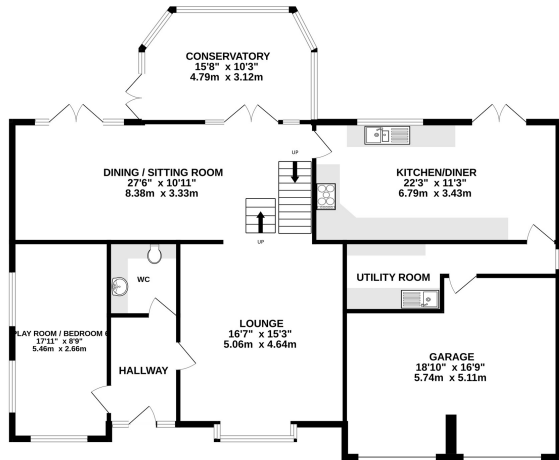 CONSERVATORY
15'8" x 10'3"
4.79m x 3.12m
DINING / SITTING ROOM
27'6" x 10'11"
8.38m x 3.33m
UP
UP
KITCHEN/DINER
22'3" x 11'3"
6.79m x 3.43m
WC
UTILITY ROOM
PLAY ROOM / BEDROOM 6
17'11" x 8'9"
5.46m x 2.66m
LOUNGE
16'7" x 15'3"
5.06m x 4.64m
HALLWAY
GARAGE
18'10" x 16'9"
5.74m x 5.11m